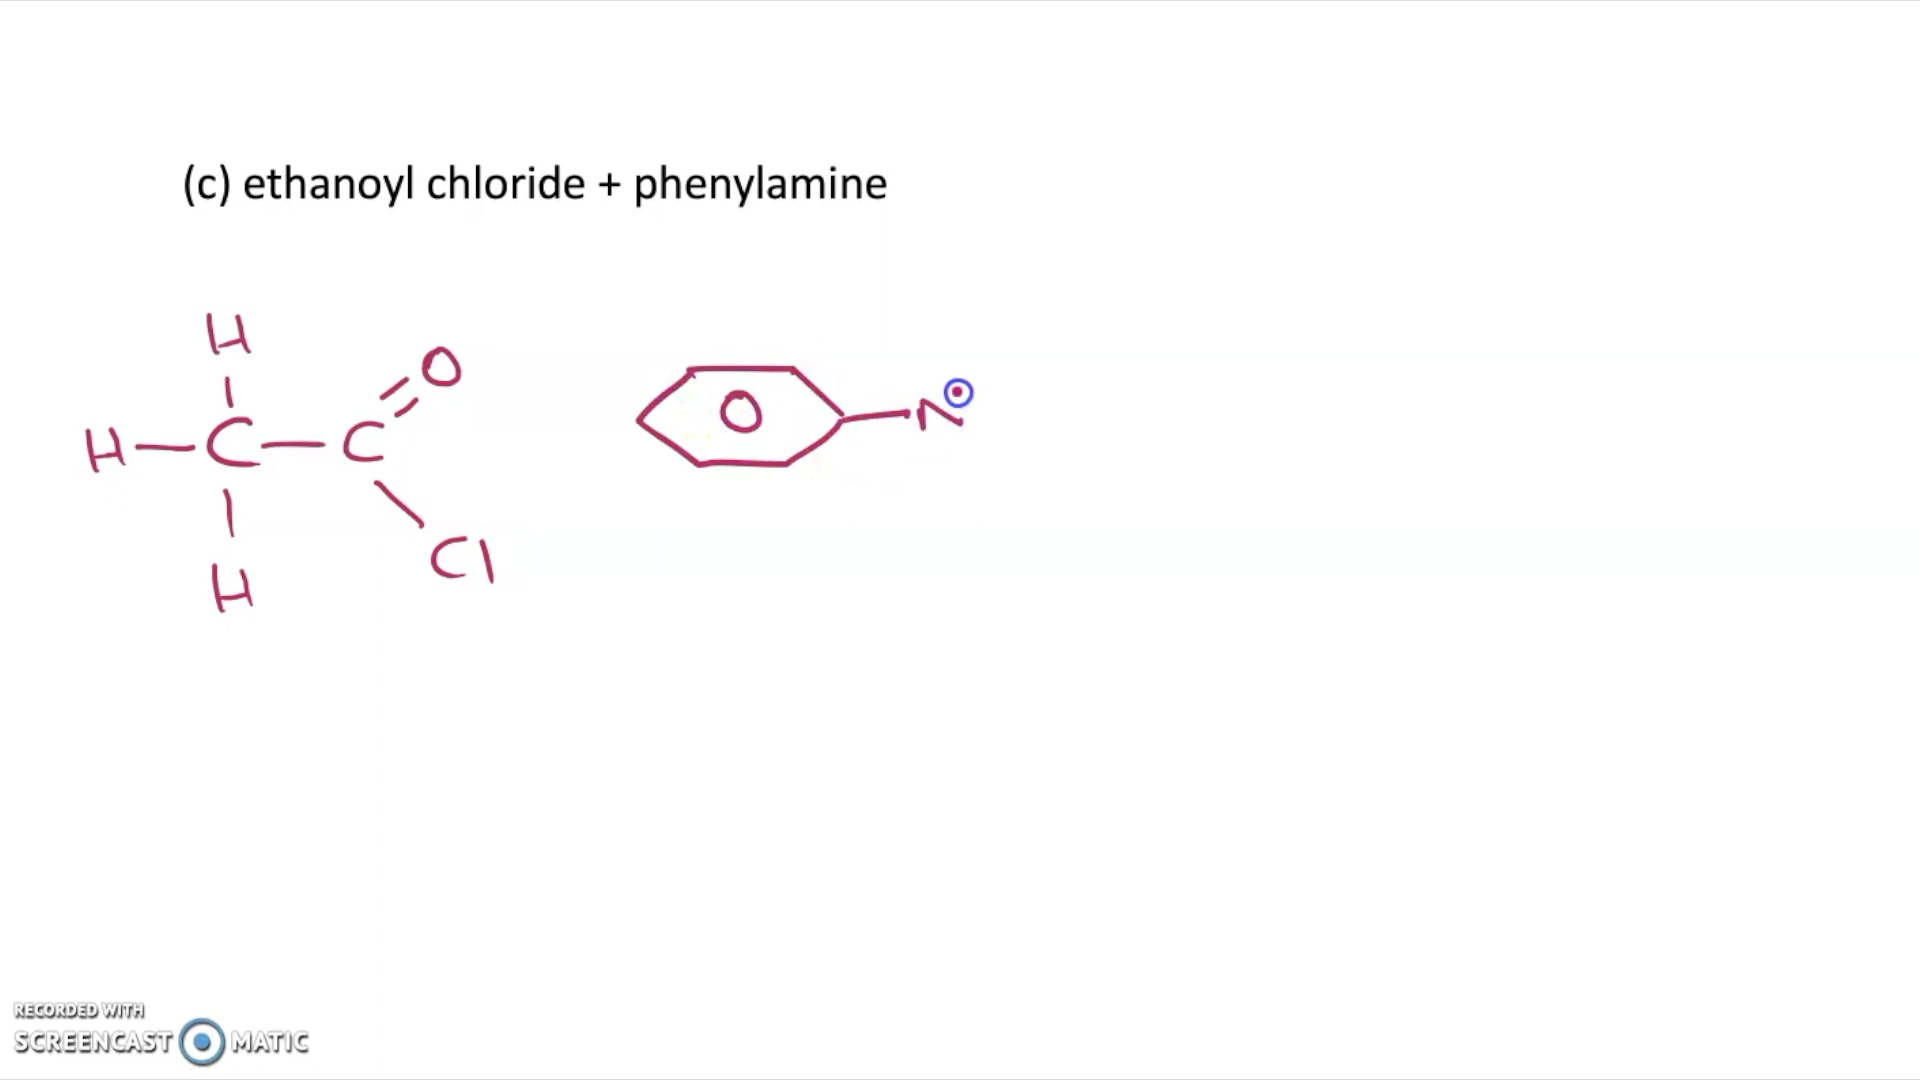 (c) ethanoyl chloride + phenylamine
H
O
H C C
N
Cl
H
RECORDED WITH
SCREENCAST MATIC